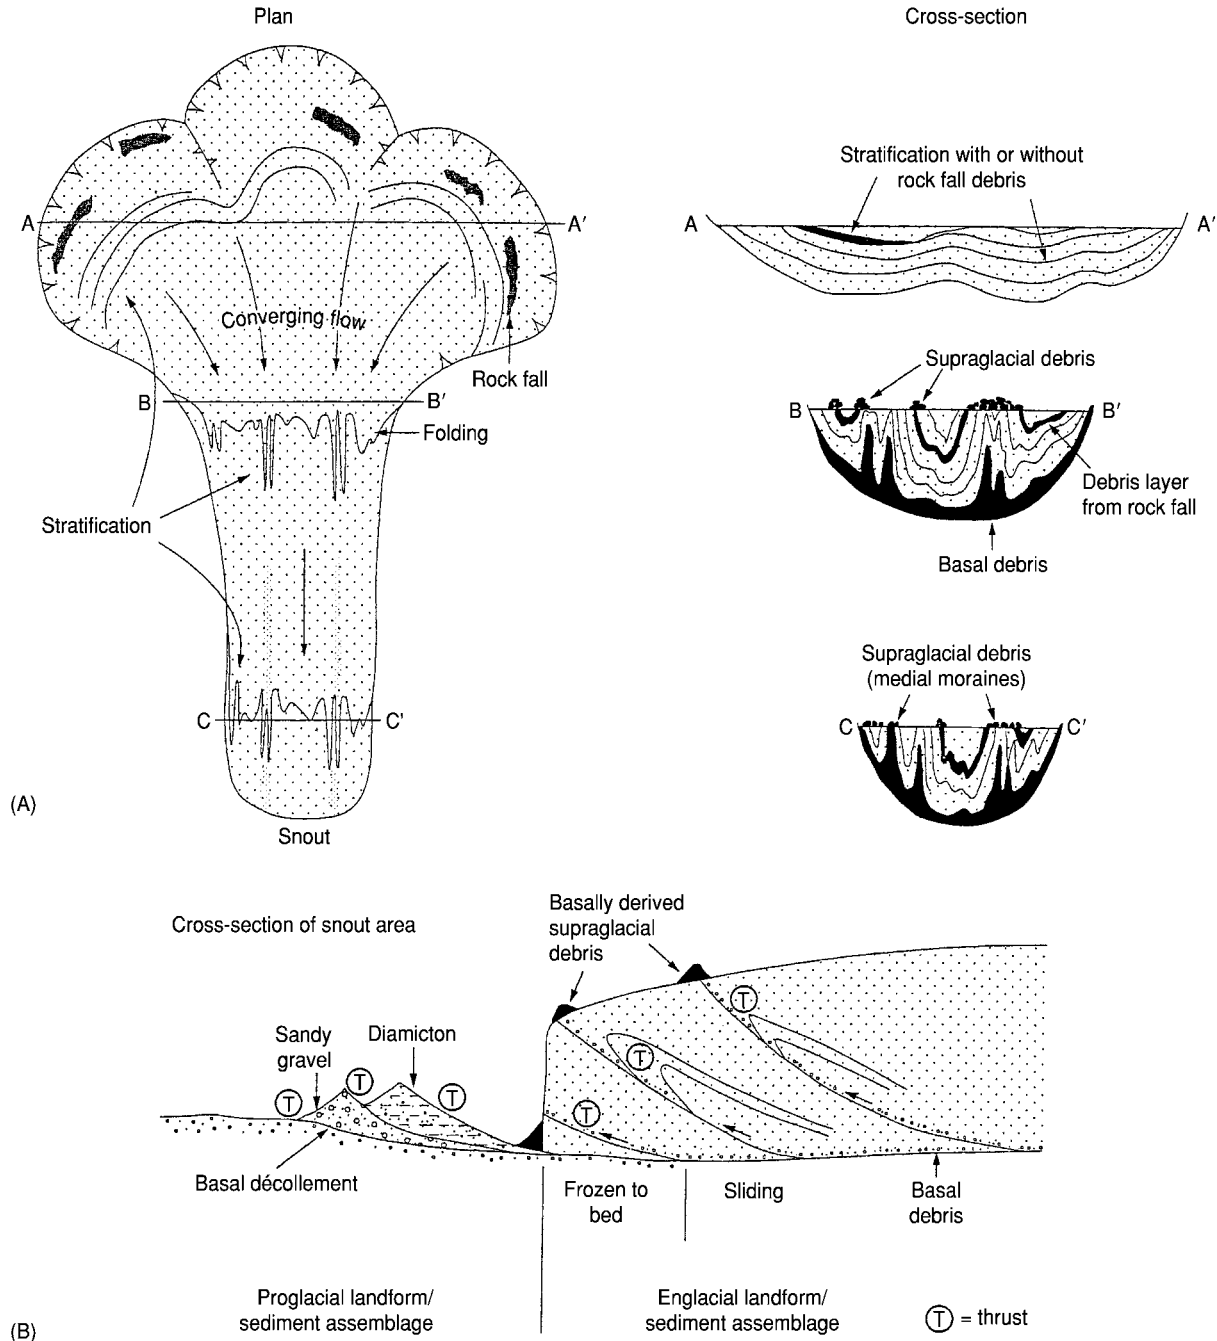 Plan
Cross-section
Stratification with or without
rock fall debris
A
A'
A
A'
Converging flow
Rock fall
B
B'
Folding
Supraglacial debris
B
B'
Debris layer
from rock fall
Basal debris
Stratification
Supraglacial debris
(medial moraines)
C
C'
C
C'
(A)
Snout
Cross-section of snout area
Basally derived
supraglacial
debris
Sandy
gravel
Diamicton
T
T
T
T
T
T
Basal décollement
Frozen to
bed
Sliding
Basal
debris
Proglacial landform/
sediment assemblage
Englacial landform/
sediment assemblage
T = thrust
(B)